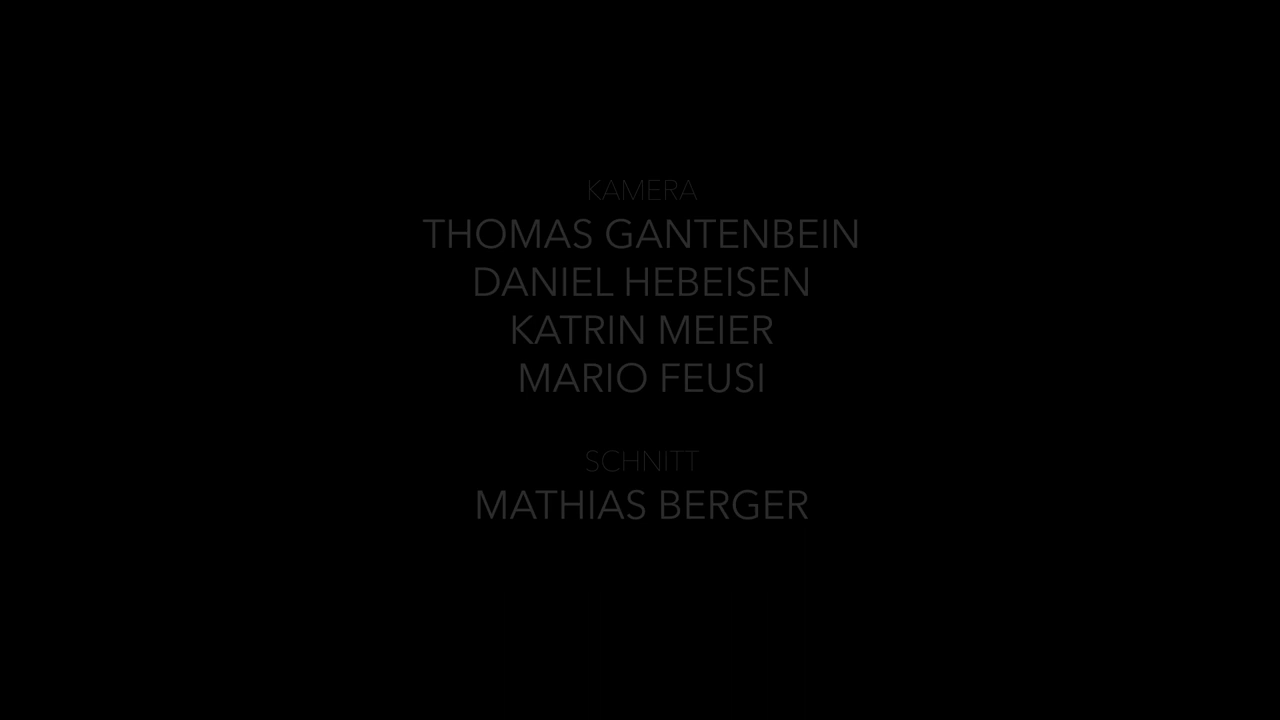 KAMERA
THOMAS GANTENBEIN
DANIEL HEBEISEN
KATRIN MEIER
MARIO FEUSI
SCHNITT
MATHIAS BERGER